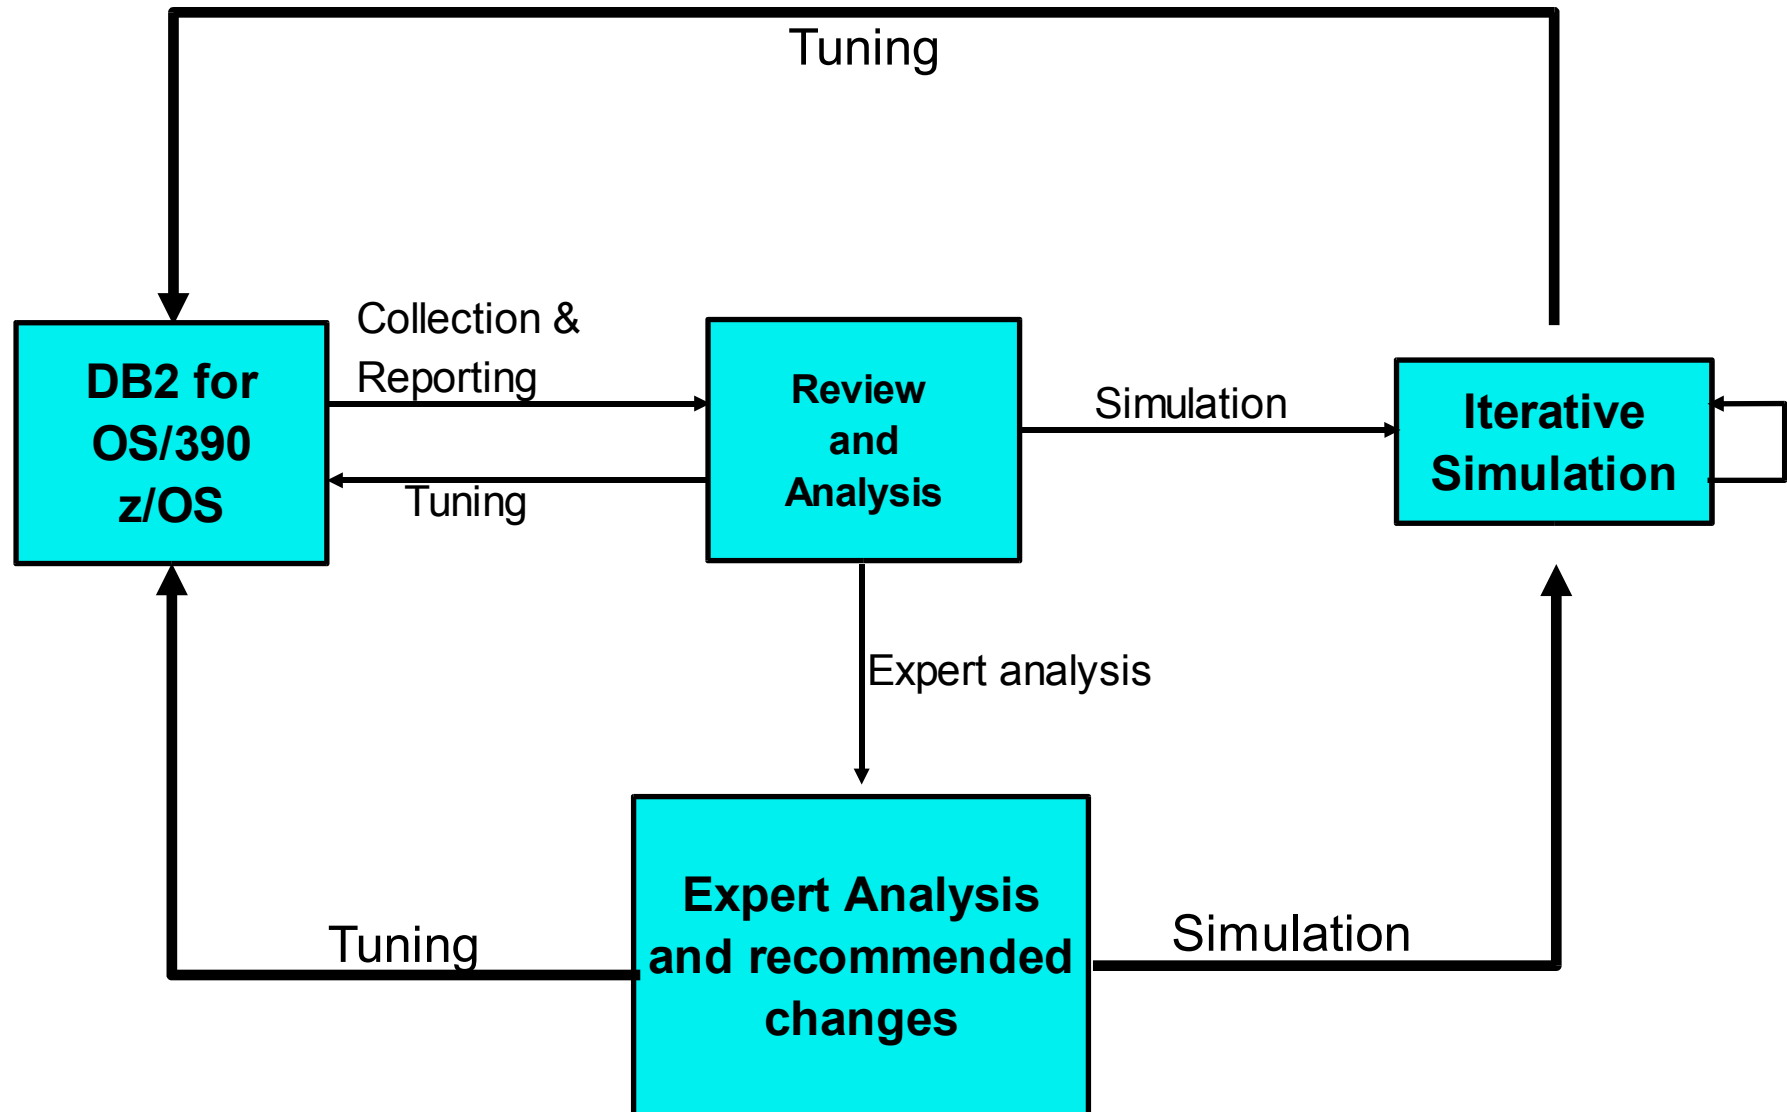 Tuning
Collection &
Reporting
DB2 for
OS/390
z/OS
Review
and
Analysis
Simulation
Iterative
Simulation
Tuning
Expert analysis
Expert Analysis
and recommended
changes
Tuning
Simulation